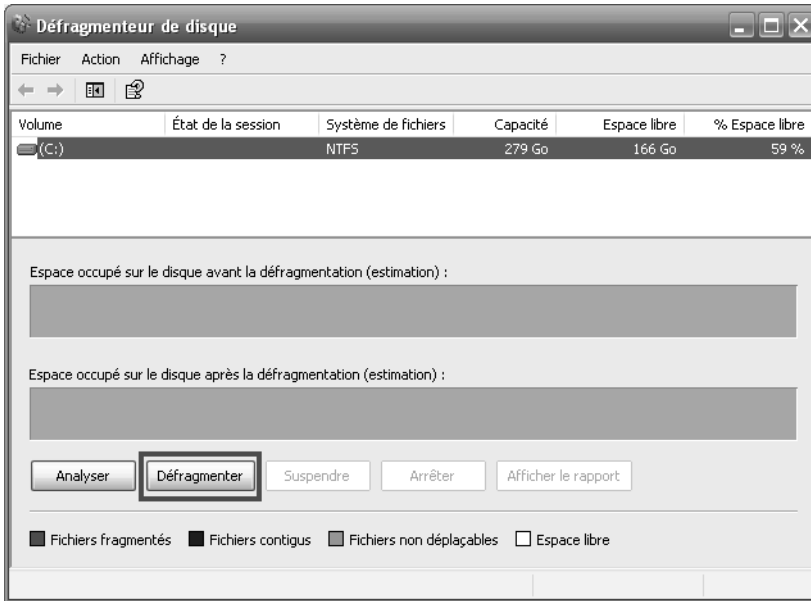 Défragmenteur de disque
Fichier Action Affichage ?
Volume État de la session Système de fichiers Capacité Espace libre % Espace libre
(C:) NTFS 279 Go 166 Go 59 %
Espace occupé sur le disque avant la défragmentation (estimation) :
Espace occupé sur le disque après la défragmentation (estimation) :
Analyser Défragmenter Suspendre Arrêter Afficher le rapport
Fichiers fragmentés Fichiers contigus Fichiers non déplaçables Espace libre